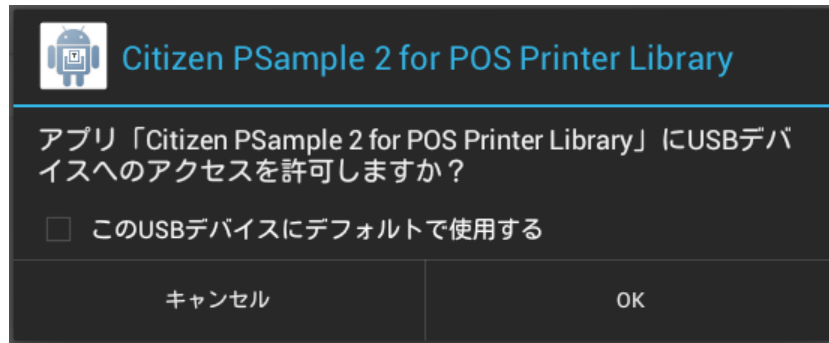 Citizen PSample 2 for POS Printer Library
アプリ「Citizen PSample 2 for POS Printer Library」にUSBデバ
イスへのアクセスを許可しますか？
このUSBデバイスにデフォルトで使用する
キャンセル
OK